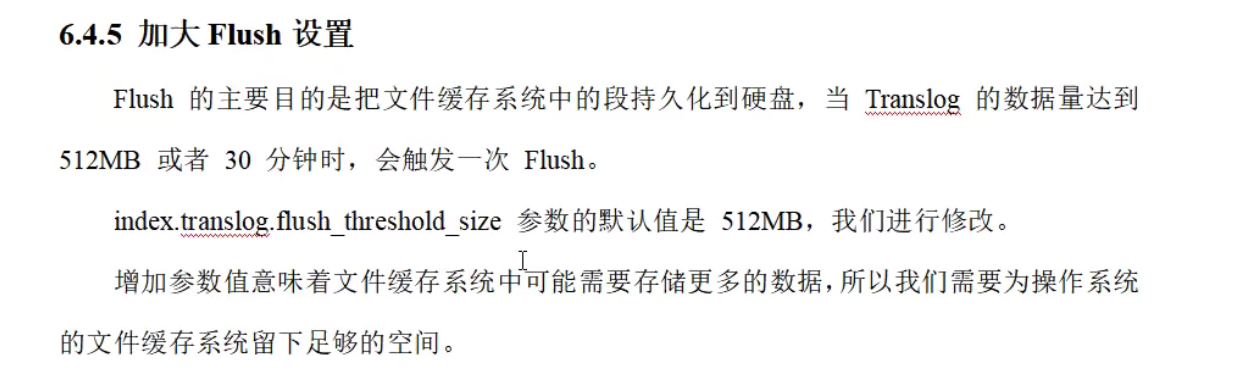 6.4.5 加大 Flush 设置
Flush 的主要目的是把文件缓存系统中的段持久化到硬盘，当 Translog 的数据量达到
512MB 或者 30 分钟时，会触发一次 Flush。
index.translog.flush_threshold_size 参数的默认值是 512MB，我们进行修改。
增加参数值意味着文件缓存系统中可能需要存储更多的数据，所以我们需要为操作系统
的文件缓存系统留下足够的空间。